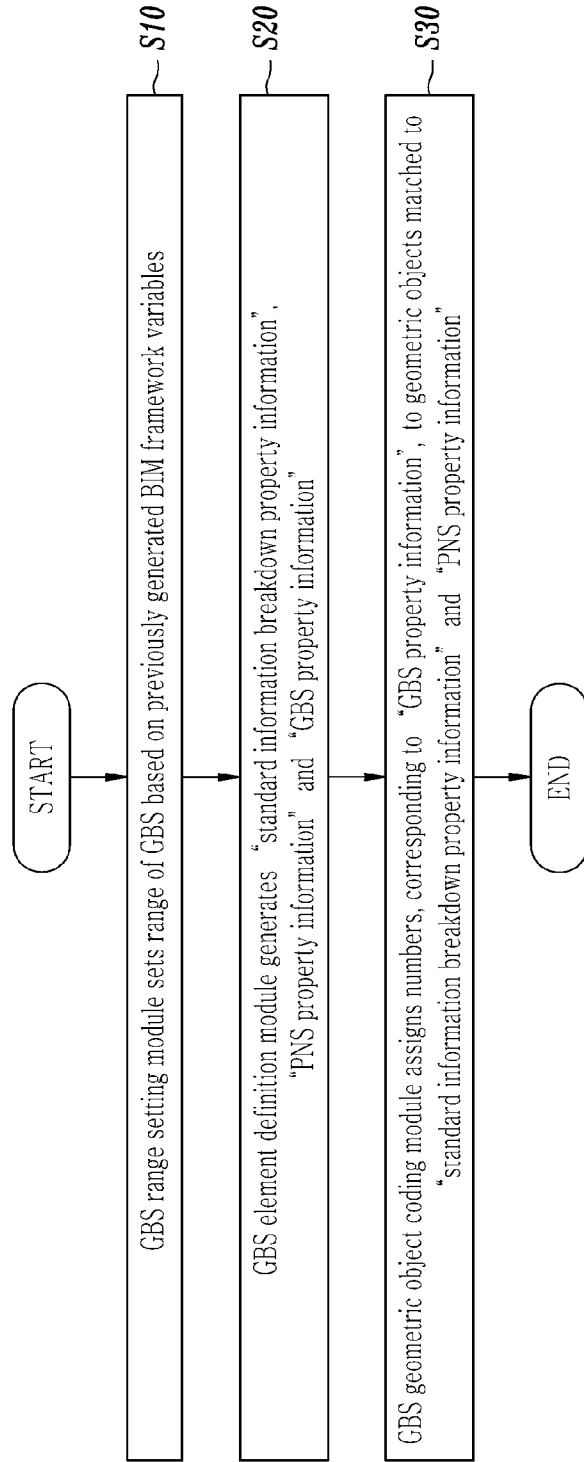 START
GBS range setting module sets range of GBS based on previously generated BIM framework variables
S10
GBS element definition module generates “standard information breakdown property information”,
“PNS property information” and “GBS property information”
S20
GBS geometric object coding module assigns numbers, corresponding to “GBS property information”, to geometric objects matched to
“standard information breakdown property information” and “PNS property information”
S30
END